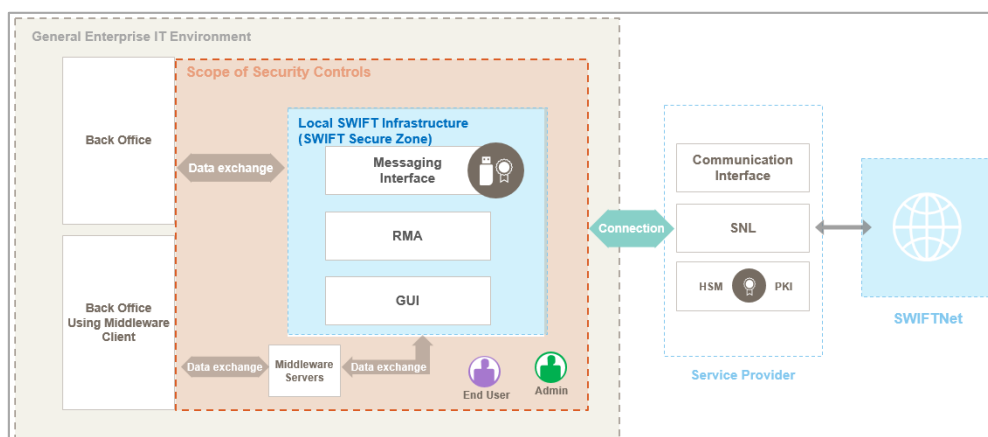 General Enterprise IT Environment
Scope of Security Controls
Back Office
Data exchange
Local SWIFT Infrastructure
(SWIFT Secure Zone)
Messaging
Interface
RMA
GUI
Back Office
Using Middleware
Client
Data exchange
Middleware
Servers
Data exchange
End User
Admin
Connection
Communication
Interface
SNL
HSM
PKI
Service Provider
SWIFTNet